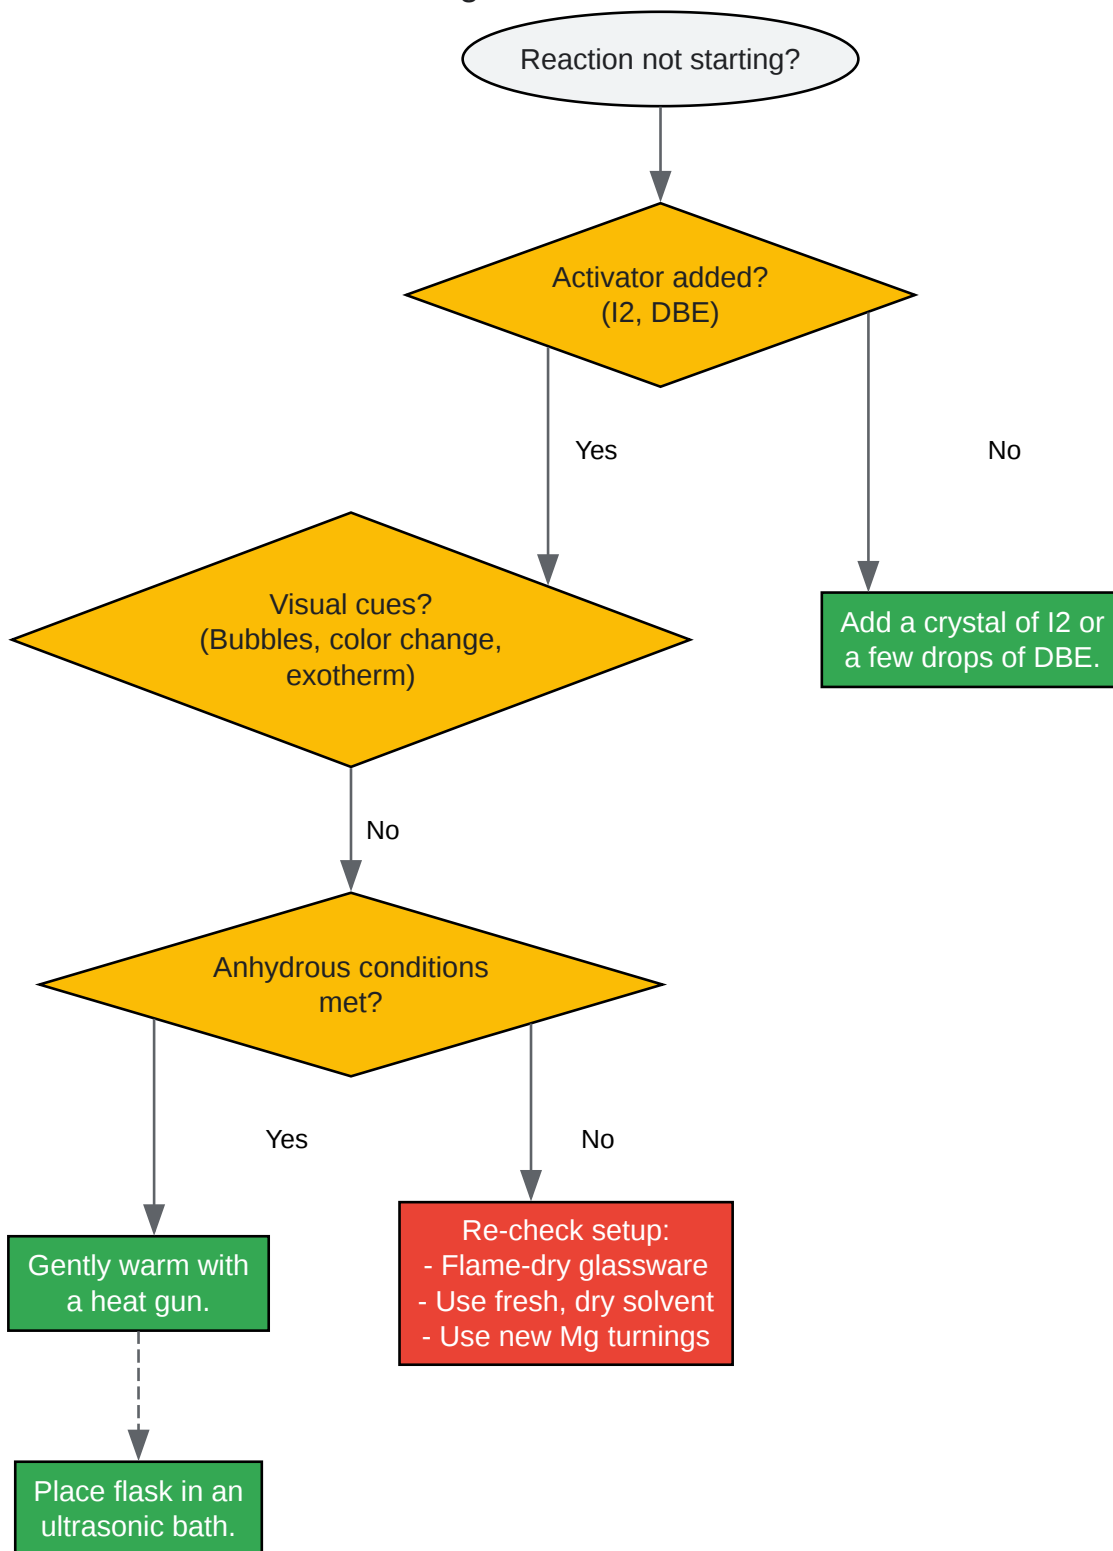 Reaction not starting?
Activator added?
(I2, DBE)
Yes
No
Visual cues?
(Bubbles, color change,
exotherm)
Add a crystal of I2 or
a few drops of DBE.
No
Anhydrous conditions
met?
Yes
No
Gently warm with
a heat gun.
Re-check setup:
- Flame-dry glassware
- Use fresh, dry solvent
- Use new Mg turnings
Place flask in an
ultrasonic bath.